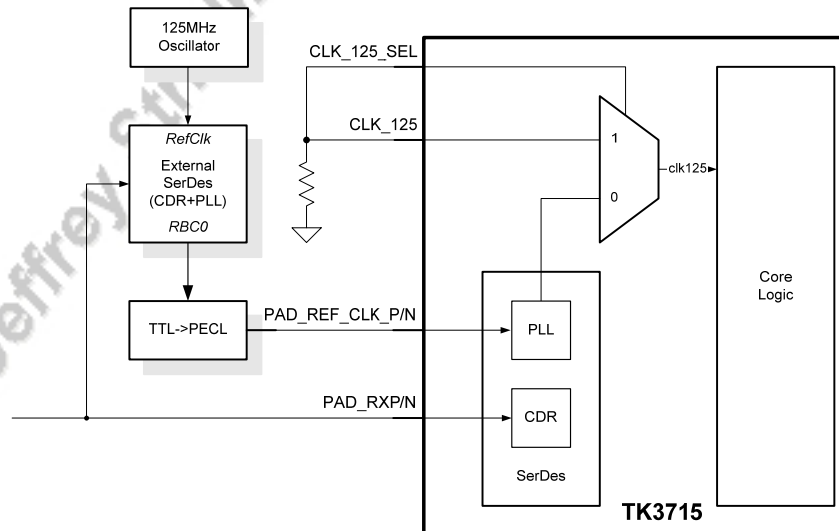 125MHz
Oscillator
CLK_125_SEL
CLK_125
RefClk
External
SerDes
(CDR+PLL)
RBC0
1
0
clk125
Core
Logic
TTL->PECL
PAD_REF_CLK_P/N
PLL
PAD_RXP/N
CDR
SerDes
TK3715
Jeffrey